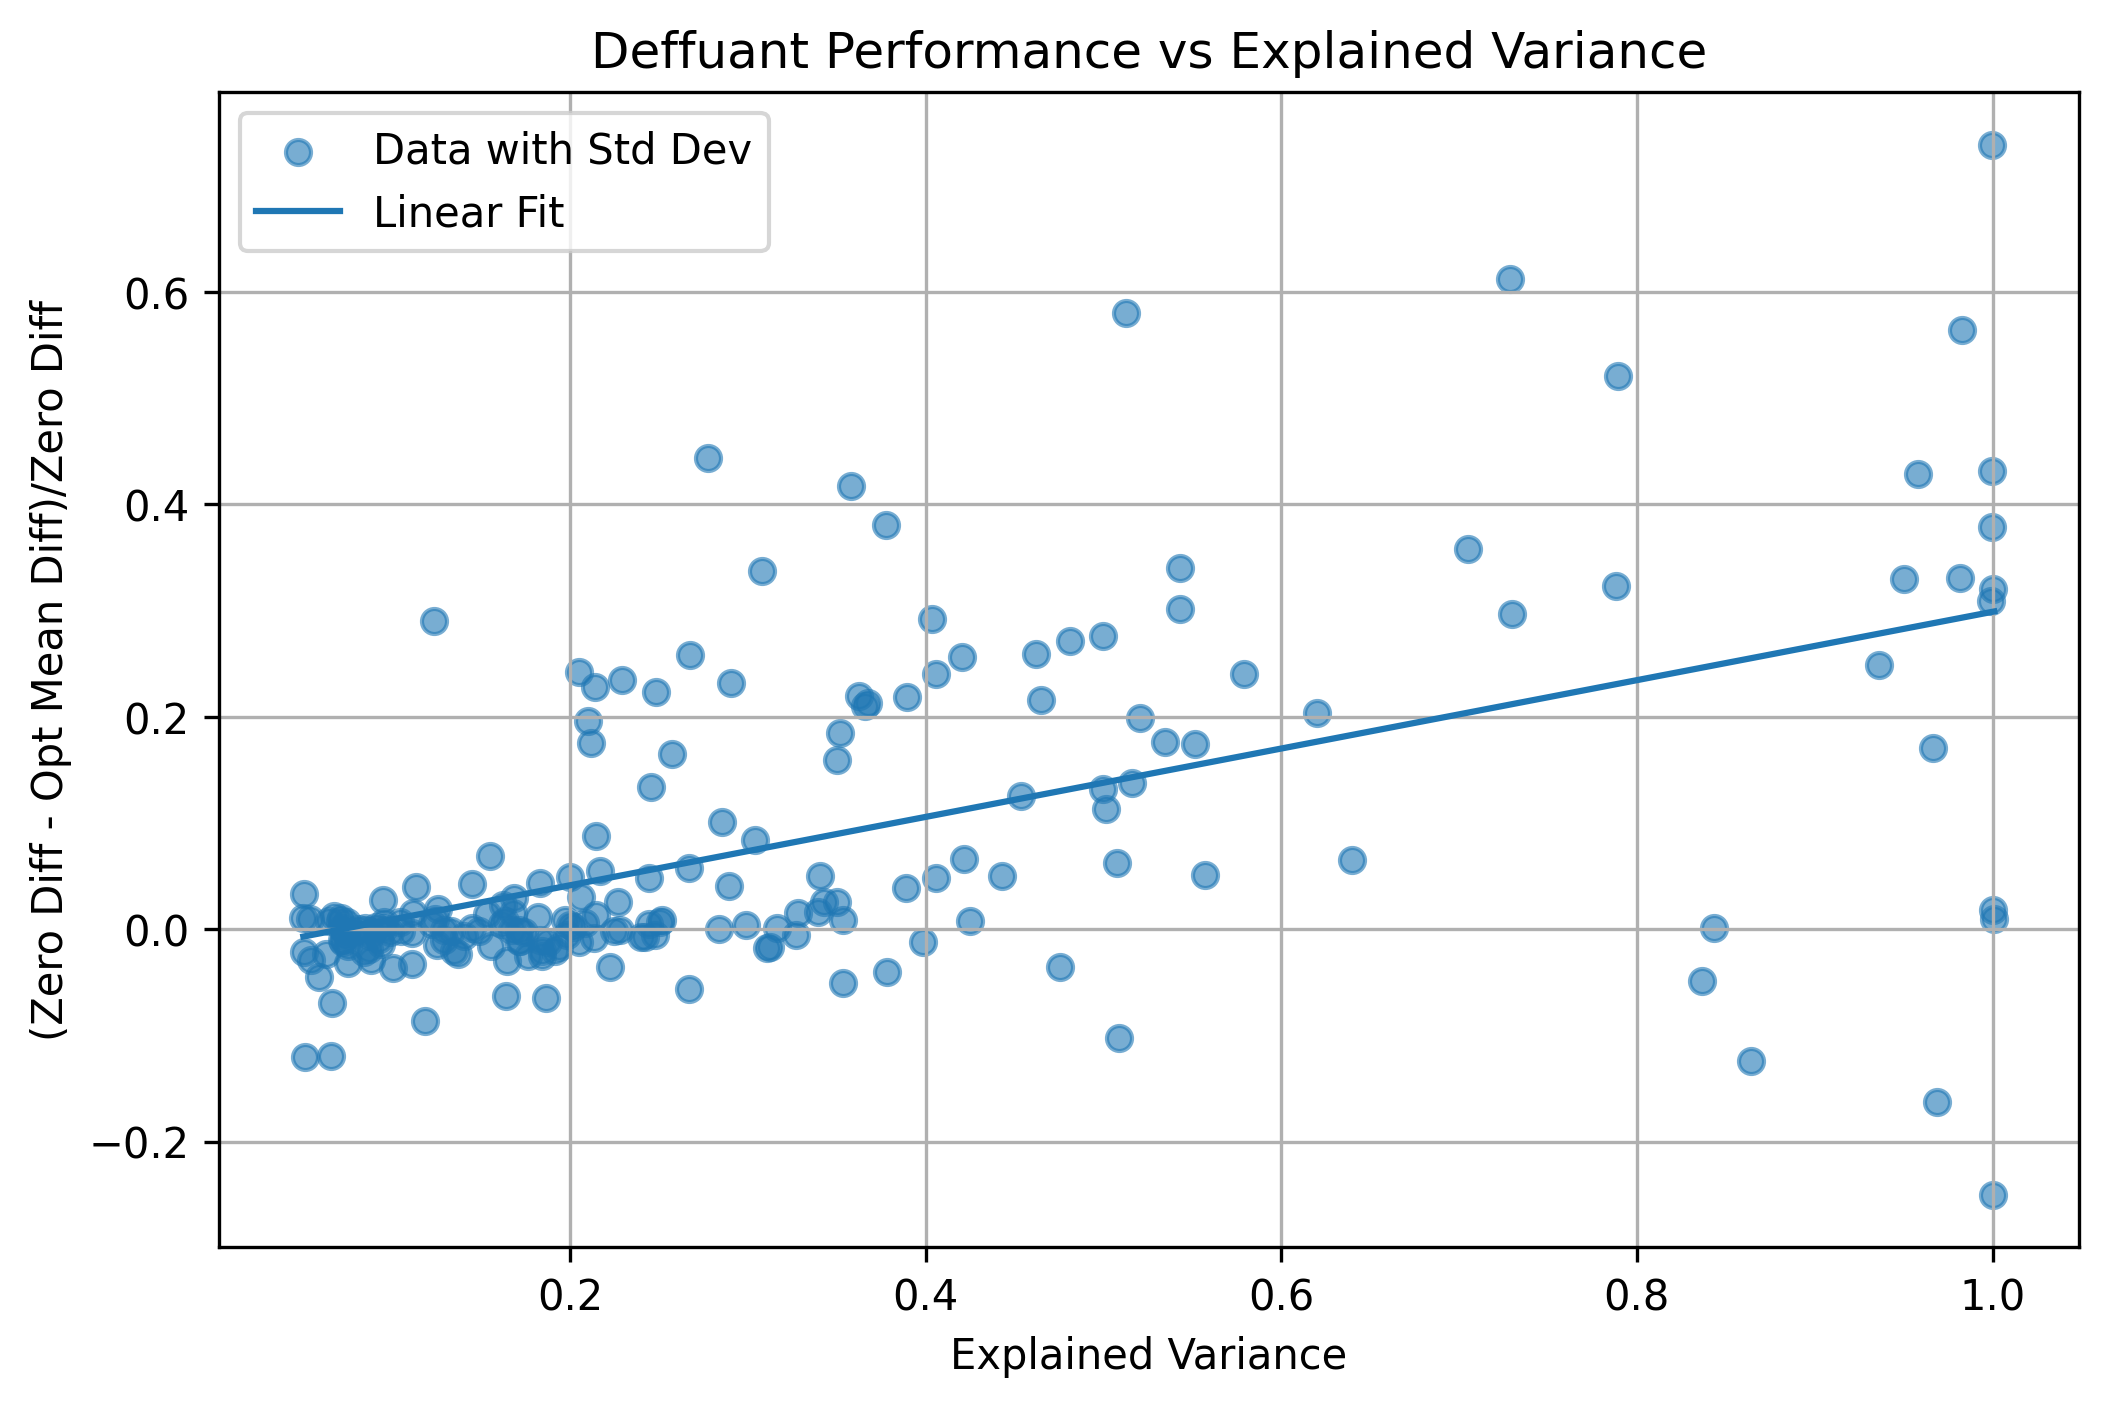 Deffuant Performance vs Explained Variance
Data with Std Dev
Linear Fit
(Zero Diff - Opt Mean Diff)/Zero Diff
0.6
0.4
0.2
0.0
−0.2
0.2 0.4 0.6 0.8 1.0
Explained Variance